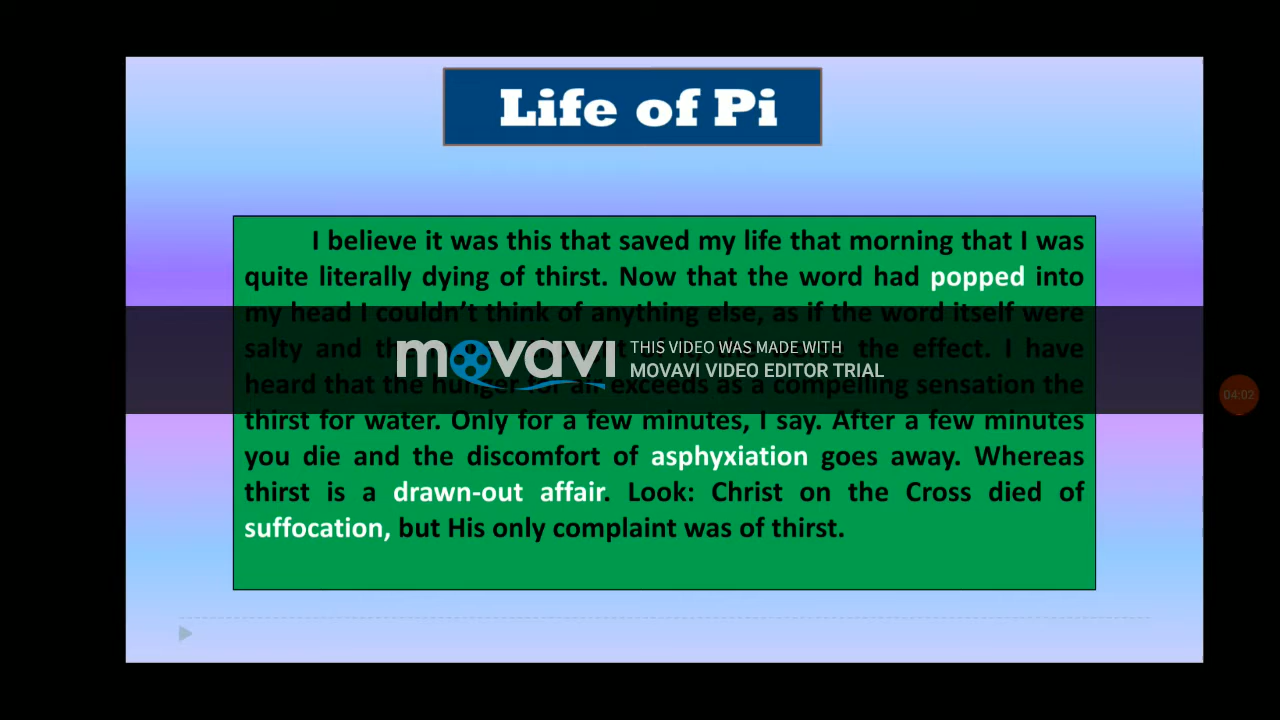 Life of Pi
I believe it was this that saved my life that morning that I was
quite literally dying of thirst. Now that the word had popped into
my head I couldn't think of anything else, as if the word itself were
salty and the the effect. I have
heard that the hunger for air exceeds as a compelling sensation the
thirst for water. Only for a few minutes, I say. After a few minutes
you die and the discomfort of asphyxiation goes away. Whereas
thirst is a drawn-out affair. Look: Christ on the Cross died of
suffocation, but His only complaint was of thirst.
movavi
THIS VIDEO WAS MADE WITH
MOVAVI VIDEO EDITOR TRIAL
04:02